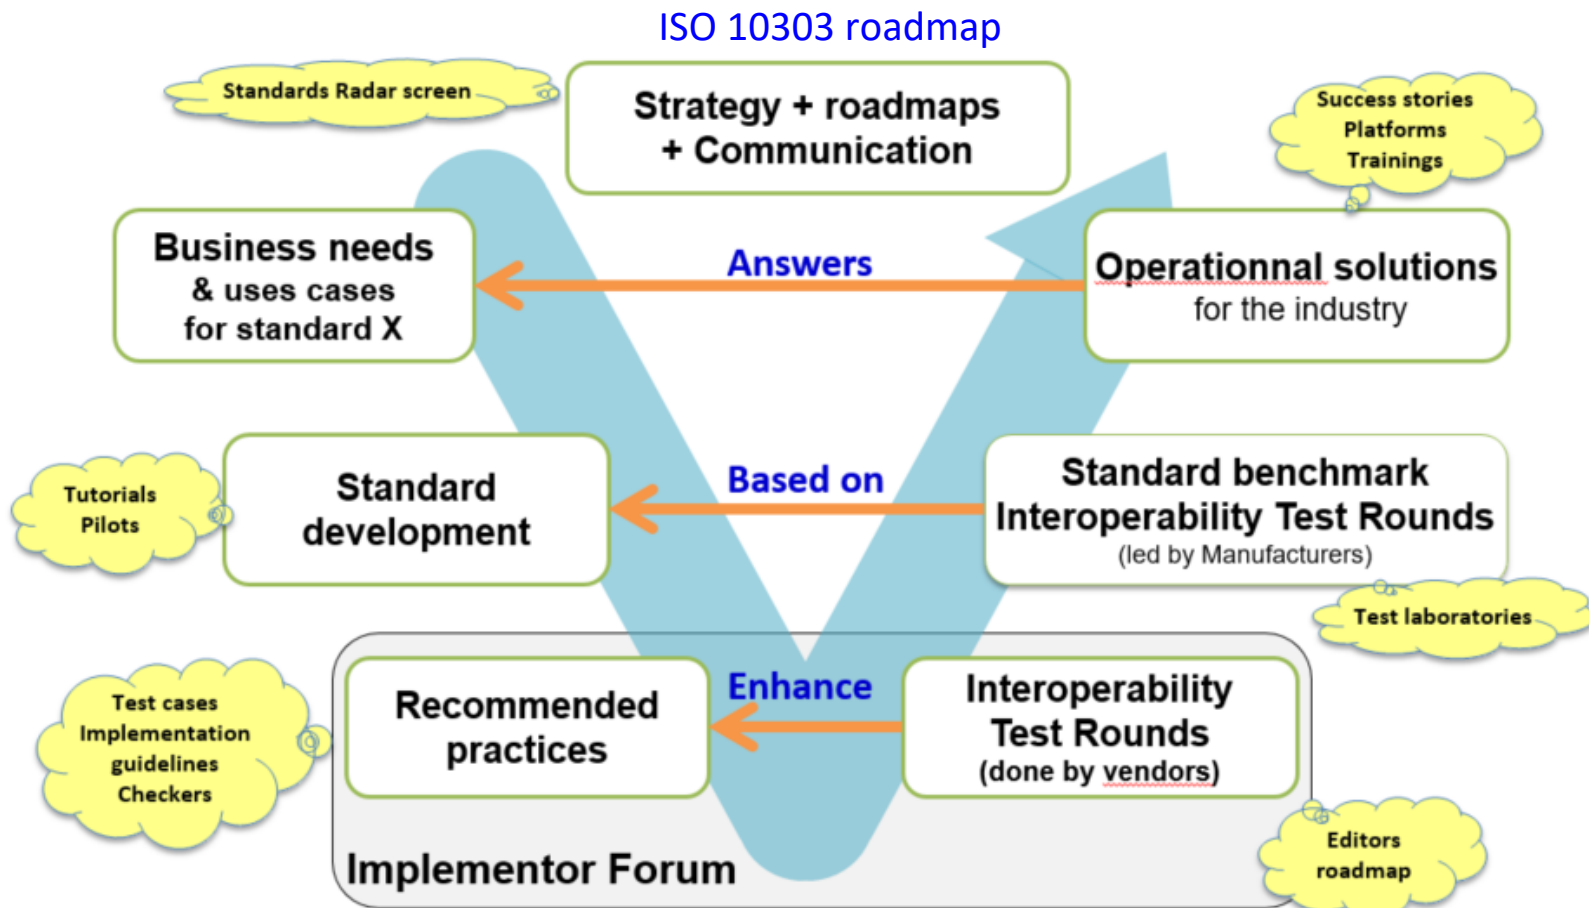 ISO 10303 roadmap
Standards Radar screen
Strategy + roadmaps
+ Communication
Success stories
Platforms
Trainings
Business needs
& uses cases
for standard X
Answers
Operationnal solutions
for the industry
Tutorials
Pilots
Standard
development
Based on
Standard benchmark
Interoperability Test Rounds
(led by Manufacturers)
Test laboratories
Test cases
Implementation
guidelines
Checkers
Recommended
practices
Enhance
Interoperability
Test Rounds
(done by vendors)
Implementor Forum
Editors
roadmap